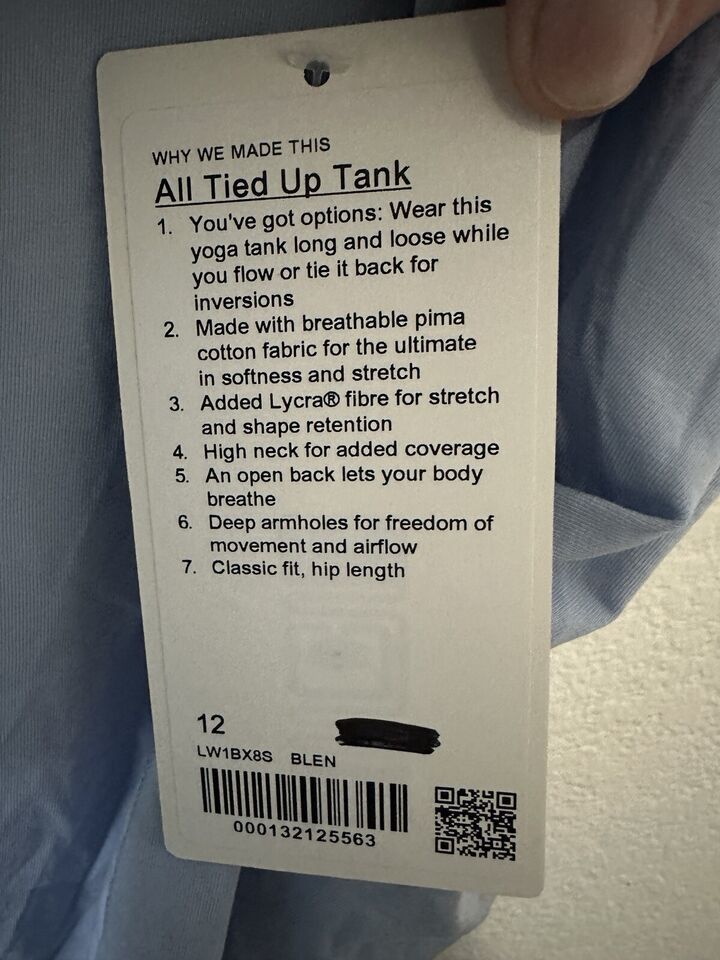 WHY WE MADE THIS
All Tied Up Tank
1. You've got options: Wear this
yoga tank long and loose while
you flow or tie it back for
inversions
2. Made with breathable pima
cotton fabric for the ultimate
in softness and stretch
3. Added Lycra® fibre for stretch
and shape retention
4. High neck for added coverage
5. An open back lets your body
breathe
6. Deep armholes for freedom of
movement and airflow
7. Classic fit, hip length
12
LW1BX8S BLEN
000132125563